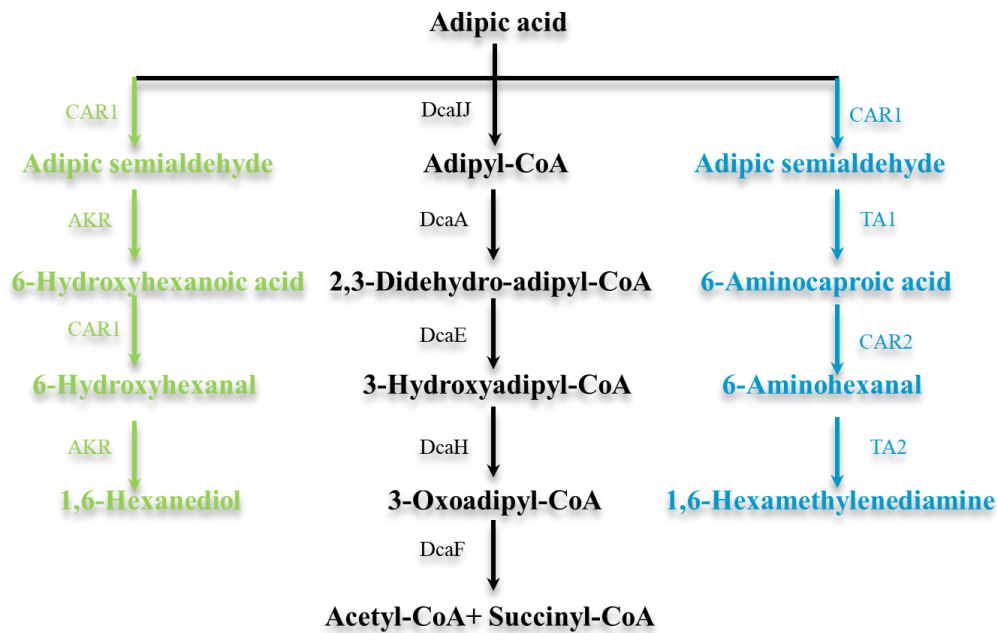 Adipic acid
CAR1
DcaIJ
CAR1
Adipic semialdehyde
Adipyl-CoA
Adipic semialdehyde
AKR
DcaA
TA1
6-Hydroxyhexanoic acid
2,3-Didehydro-adipyl-CoA
6-Aminocaproic acid
CAR1
DcaE
CAR2
6-Hydroxyhexanal
3-Hydroxyadipyl-CoA
6-Aminohexanal
AKR
DcaH
TA2
1,6-Hexanediol
3-Oxoadipyl-CoA
1,6-Hexamethylenediamine
DcaF
Acetyl-CoA+ Succinyl-CoA